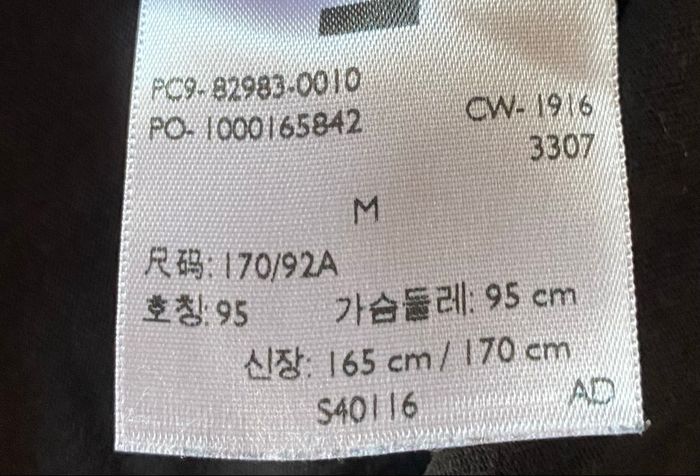 PC9- 82983-0010
PO- 1000165842
CW- 1916
3307
M
尺码: 170/92A
호칭: 95 가슴둘레: 95 cm
신장: 165 cm / 170 cm
S40116
AD